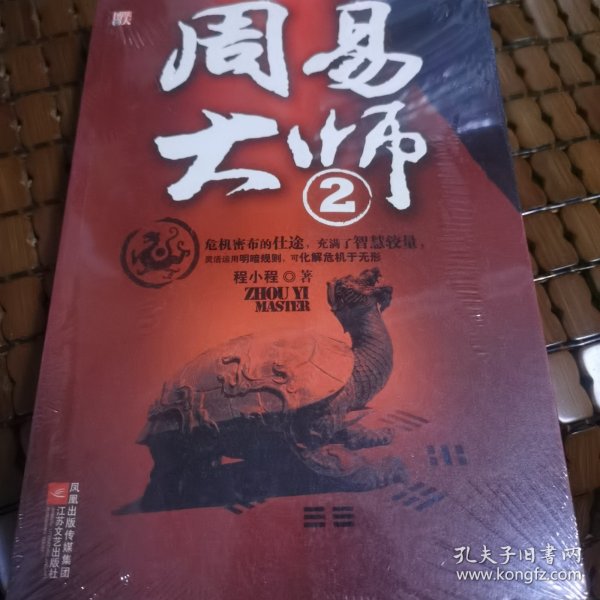 周易
大师
2
危机密布的仕途，充满了智慧较量，
灵活运用明暗规则，可化解危机于无形
程小程◎著
ZHOU YI
MASTER
凤凰出版传媒集团
江苏文艺出版社
孔夫子旧书网
www.kongfz.com